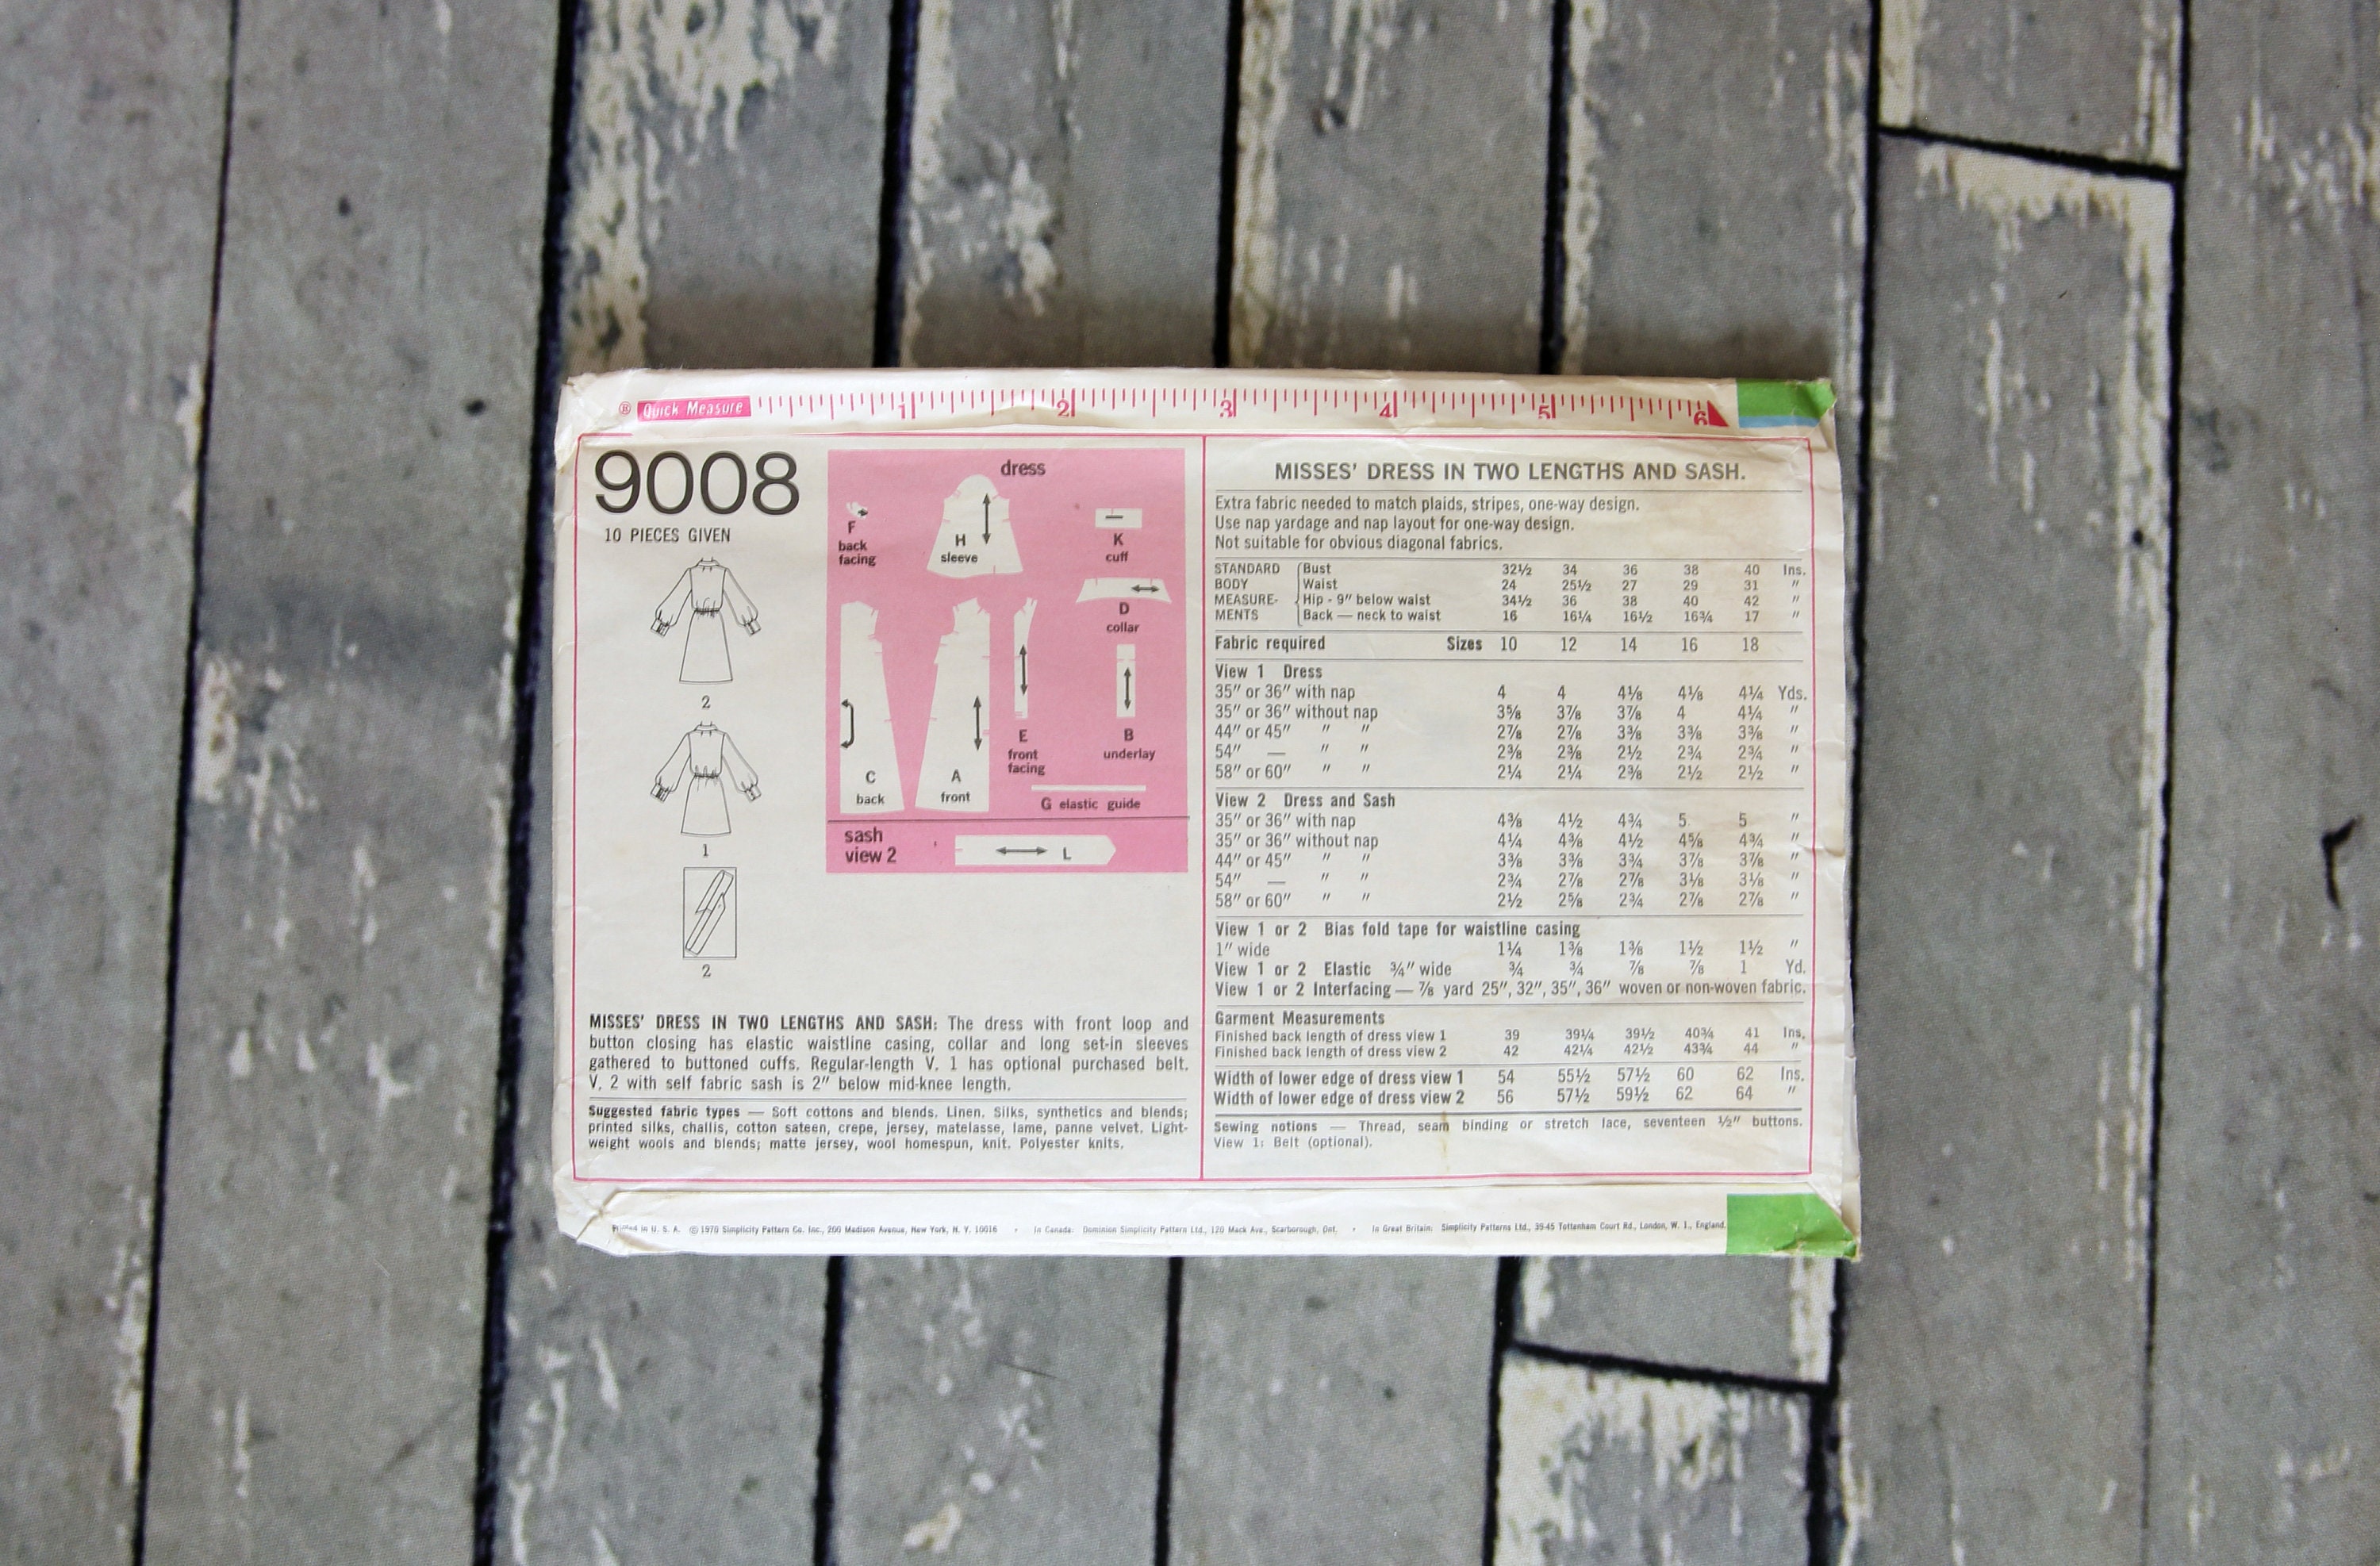 ® Quick Measure 1 2 3 4 5 6
9008
10 PIECES GIVEN
2
1
2
dress
F
back
facing
H
sleeve
K
cuff
D
collar
C
back
A
front
E
front
facing
B
underlay
G elastic guide
sash
view 2
L
MISSES' DRESS IN TWO LENGTHS AND SASH: The dress with front loop and
button closing has elastic waistline casing, collar and long set-in sleeves
gathered to buttoned cuffs. Regular-length V. 1 has optional purchased belt.
V. 2 with self fabric sash is 2" below mid-knee length.
Suggested fabric types — Soft cottons and blends. Linen. Silks, synthetics and blends;
printed silks, challis, cotton sateen, crepe, jersey, matelasse, lame, panne velvet. Light-
weight wools and blends; matte jersey, wool homespun, knit. Polyester knits.
MISSES' DRESS IN TWO LENGTHS AND SASH.
Extra fabric needed to match plaids, stripes, one-way design.
Use nap yardage and nap layout for one-way design.
Not suitable for obvious diagonal fabrics.
STANDARD Bust 32½ 34 36 38 40 Ins.
BODY Waist 24 25½ 27 29 31 "
MEASURE- Hip - 9" below waist 34½ 36 38 40 42 "
MENTS Back — neck to waist 16 16¼ 16½ 16¾ 17 "
Fabric required Sizes 10 12 14 16 18
View 1 Dress
35" or 36" with nap 4 4 4⅛ 4⅛ 4¼ Yds.
35" or 36" without nap 3⅝ 3⅞ 3⅞ 4 4¼ "
44" or 45" " " 2⅞ 2⅞ 3⅜ 3⅜ 3⅜ "
54" — " " 2⅜ 2⅜ 2½ 2¾ 2¾ "
58" or 60" " " 2¼ 2¼ 2⅜ 2½ 2½ "
View 2 Dress and Sash
35" or 36" with nap 4⅜ 4½ 4¾ 5 5 "
35" or 36" without nap 4¼ 4⅜ 4½ 4⅝ 4¾ "
44" or 45" " " 3⅜ 3⅜ 3¾ 3⅞ 3⅞ "
54" — " " 2¾ 2⅞ 2⅞ 3⅛ 3⅛ "
58" or 60" " " 2½ 2⅝ 2¾ 2⅞ 2⅞ "
View 1 or 2 Bias fold tape for waistline casing
1" wide 1¼ 1⅜ 1⅜ 1½ 1½ "
View 1 or 2 Elastic ¾" wide ¾ ¾ ⅞ ⅞ 1 Yd.
View 1 or 2 Interfacing — ⅞ yard 25", 32", 35", 36" woven or non-woven fabric.
Garment Measurements
Finished back length of dress view 1 39 39¼ 39½ 40¾ 41 Ins.
Finished back length of dress view 2 42 42¼ 42½ 43¾ 44 "
Width of lower edge of dress view 1 54 55½ 57½ 60 62 Ins.
Width of lower edge of dress view 2 56 57½ 59½ 62 64 "
Sewing notions — Thread, seam binding or stretch lace, seventeen ½" buttons.
View 1: Belt (optional).
Printed in U. S. A. © 1970 Simplicity Pattern Co. Inc., 200 Madison Avenue, New York, N. Y. 10016 • In Canada: Dominion Simplicity Pattern Ltd., 120 Mack Ave., Scarborough, Ont. • In Great Britain: Simplicity Patterns Ltd., 39-45 Tottenham Court Rd., London, W. 1., England.